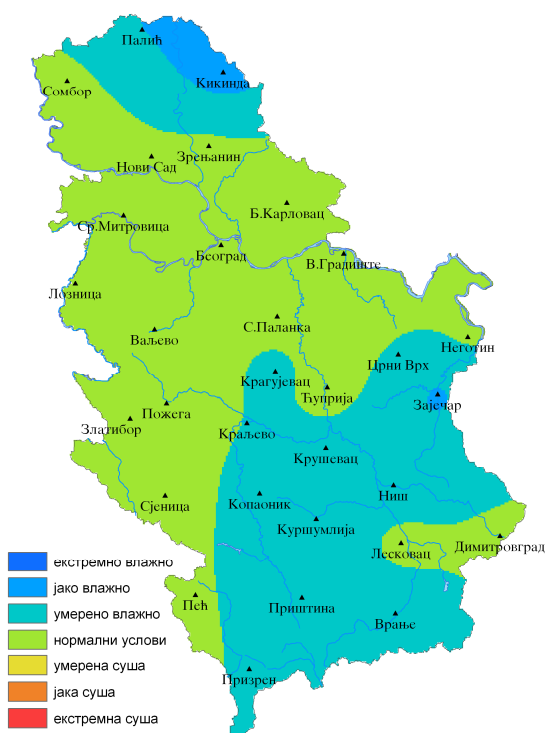 Палић
Кикинда
Сомбор
Зрењанин
Нови Сад
Б.Карловац
Ср.Митровица
Београд
В.Градиште
Лозница
С.Паланка
Ваљево
Неготин
Црни Врх
Крагујевац
Ћуприја
Зајечар
Пожега
Златибор
Краљево
Крушевац
Ниш
Копаоник
Сјеница
Куршумлија
Димитровград
Лесковац
екстремно влажно
јако влажно
Пећ
Приштина
умерено влажно
Врање
нормални услови
умерена суша
Призрен
јака суша
екстремна суша